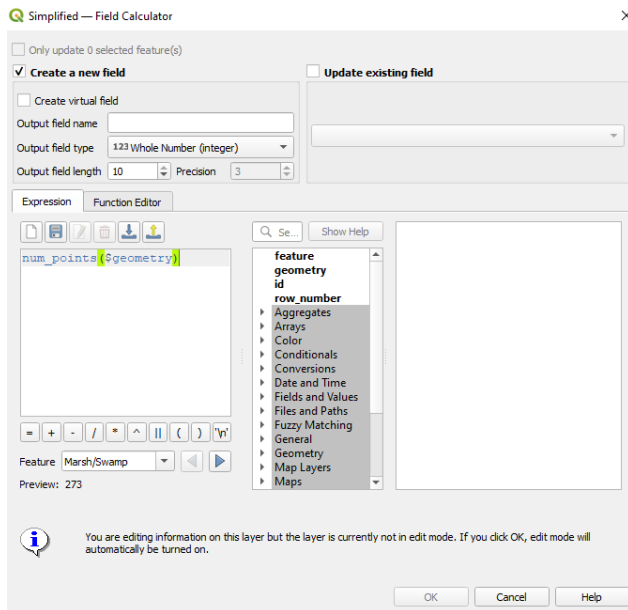 Simplified — Field Calculator
Only update 0 selected feature(s)
Create a new field
Update existing field
Create virtual field
Output field name
Output field type 123 Whole Number (integer)
Output field length 10 Precision 3
Expression Function Editor
Se... Show Help
num_points($geometry)
feature
geometry
id
row_number
Aggregates
Arrays
Color
Conditionals
Conversions
Date and Time
Fields and Values
Files and Paths
Fuzzy Matching
General
Geometry
Map Layers
Maps
= + - / * ^ || ( ) '\n'
Feature Marsh/Swamp
Preview: 273
You are editing information on this layer but the layer is currently not in edit mode. If you click OK, edit mode will
automatically be turned on.
OK Cancel Help